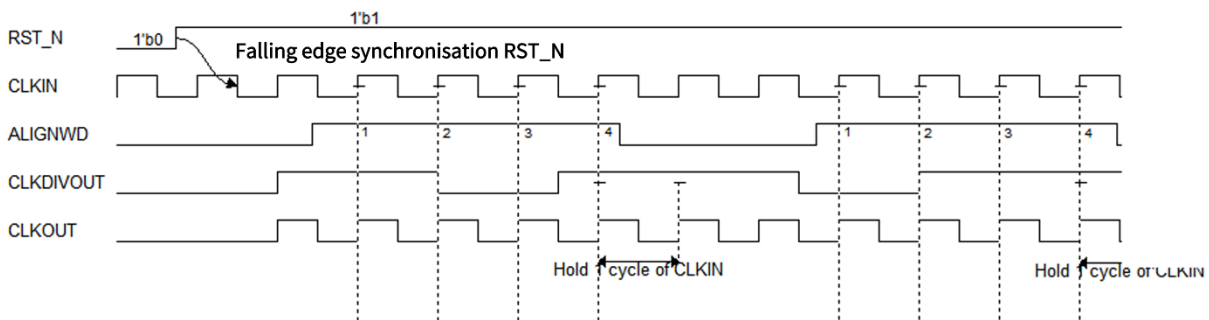 1'b1
RST_N
1'b0
Falling edge synchronisation RST_N
CLKIN
ALIGNWD
1 2 3 4 1 2 3 4
CLKDIVOUT
CLKOUT
Hold 1 cycle of CLKIN Hold 1 cycle of CLKIN